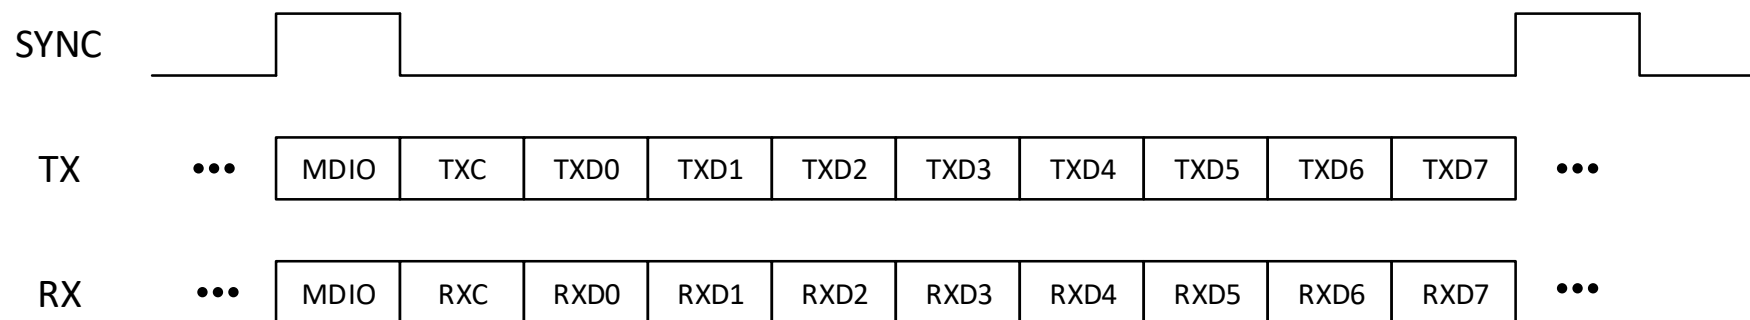 SYNC
TX ••• MDIO TXC TXD0 TXD1 TXD2 TXD3 TXD4 TXD5 TXD6 TXD7 •••
RX ••• MDIO RXC RXD0 RXD1 RXD2 RXD3 RXD4 RXD5 RXD6 RXD7 •••